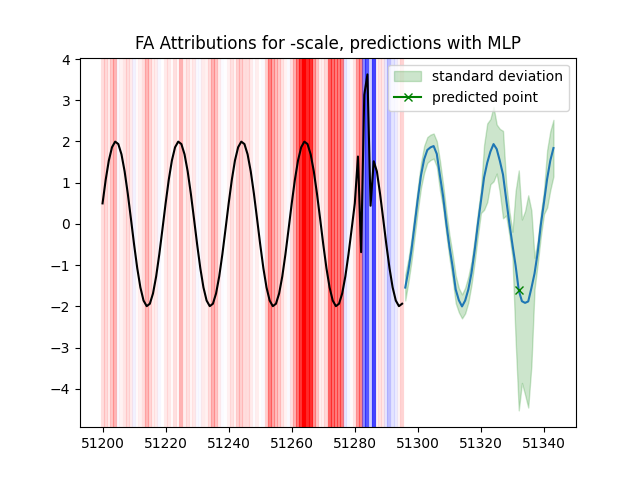 FA Attributions for -scale, predictions with MLP
standard deviation
predicted point
4
3
2
1
0
−1
−2
−3
−4
51200 51220 51240 51260 51280 51300 51320 51340